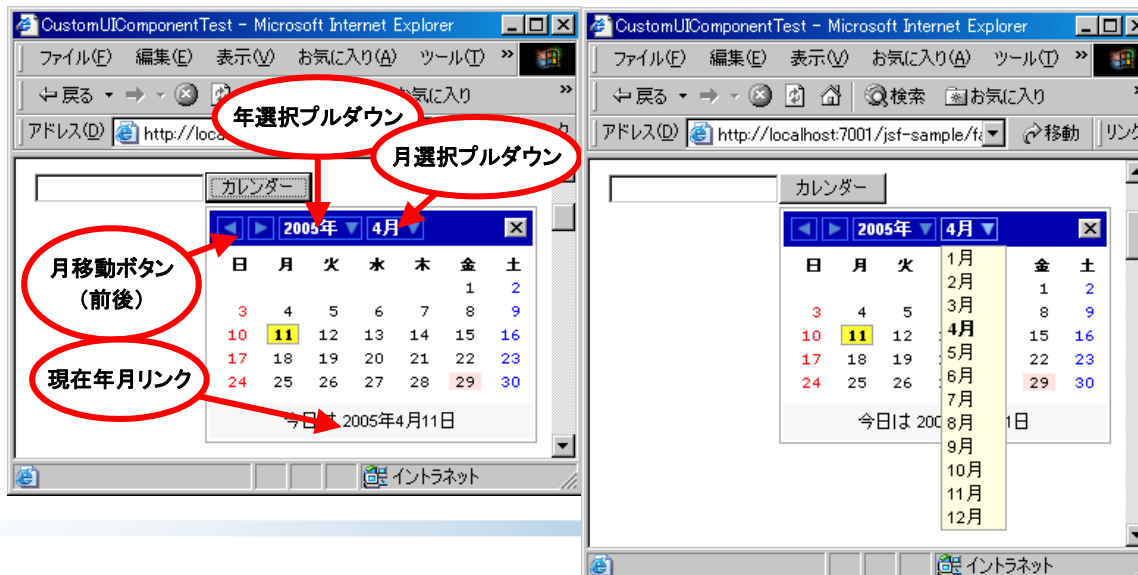 CustomUIComponentTest - Microsoft Internet Explorer
ファイル(F) 編集(E) 表示(V) お気に入り(A) ツール(T) »
戻る お気に入り »
アドレス(D) http://loca
年選択プルダウン
月選択プルダウン
カレンダー
2005年 4月
月移動ボタン
(前後)
日 月 火 水 木 金 土
1 2
3 4 5 6 7 8 9
10 11 12 13 14 15 16
17 18 19 20 21 22 23
24 25 26 27 28 29 30
現在年月リンク
今日は 2005年4月11日
イントラネット
CustomUIComponentTest - Microsoft Internet Explorer
ファイル(F) 編集(E) 表示(V) お気に入り(A) ツール(T) »
戻る 検索 お気に入り
アドレス(D) http://localhost:7001/jsf-sample/fa 移動 リンク
カレンダー
2005年 4月
日 月 火 金 土
1 2
3 4 5 8 9
10 11 12 15 16
17 18 19 22 23
24 25 26 29 30
今日は 200 1日
1月
2月
3月
4月
5月
6月
7月
8月
9月
10月
11月
12月
イントラネット